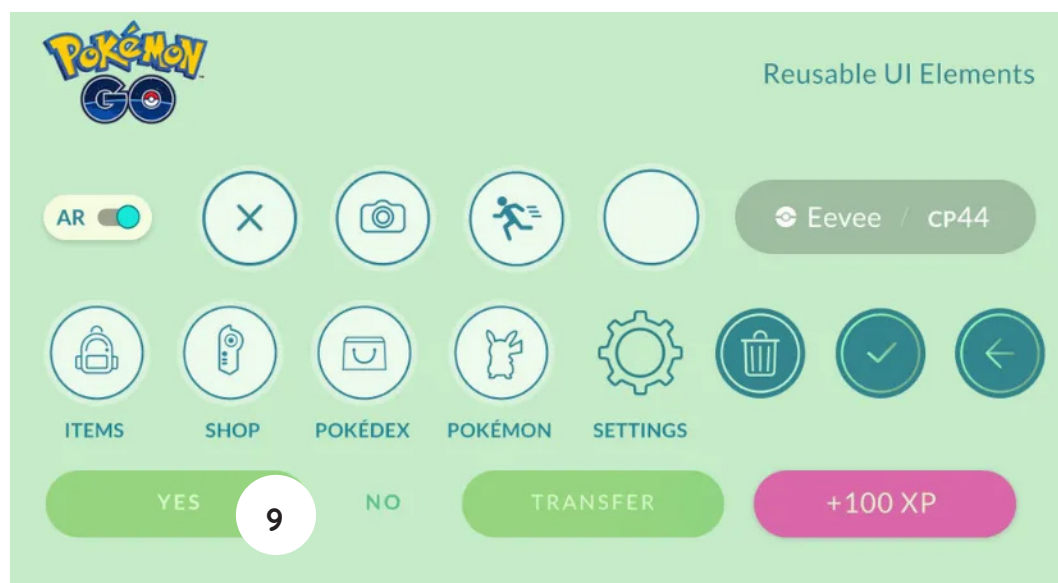 POKéMON
GO
Reusable UI Elements
AR
Eevee / CP44
ITEMS SHOP POKÉDEX POKÉMON SETTINGS
YES 9 NO TRANSFER +100 XP